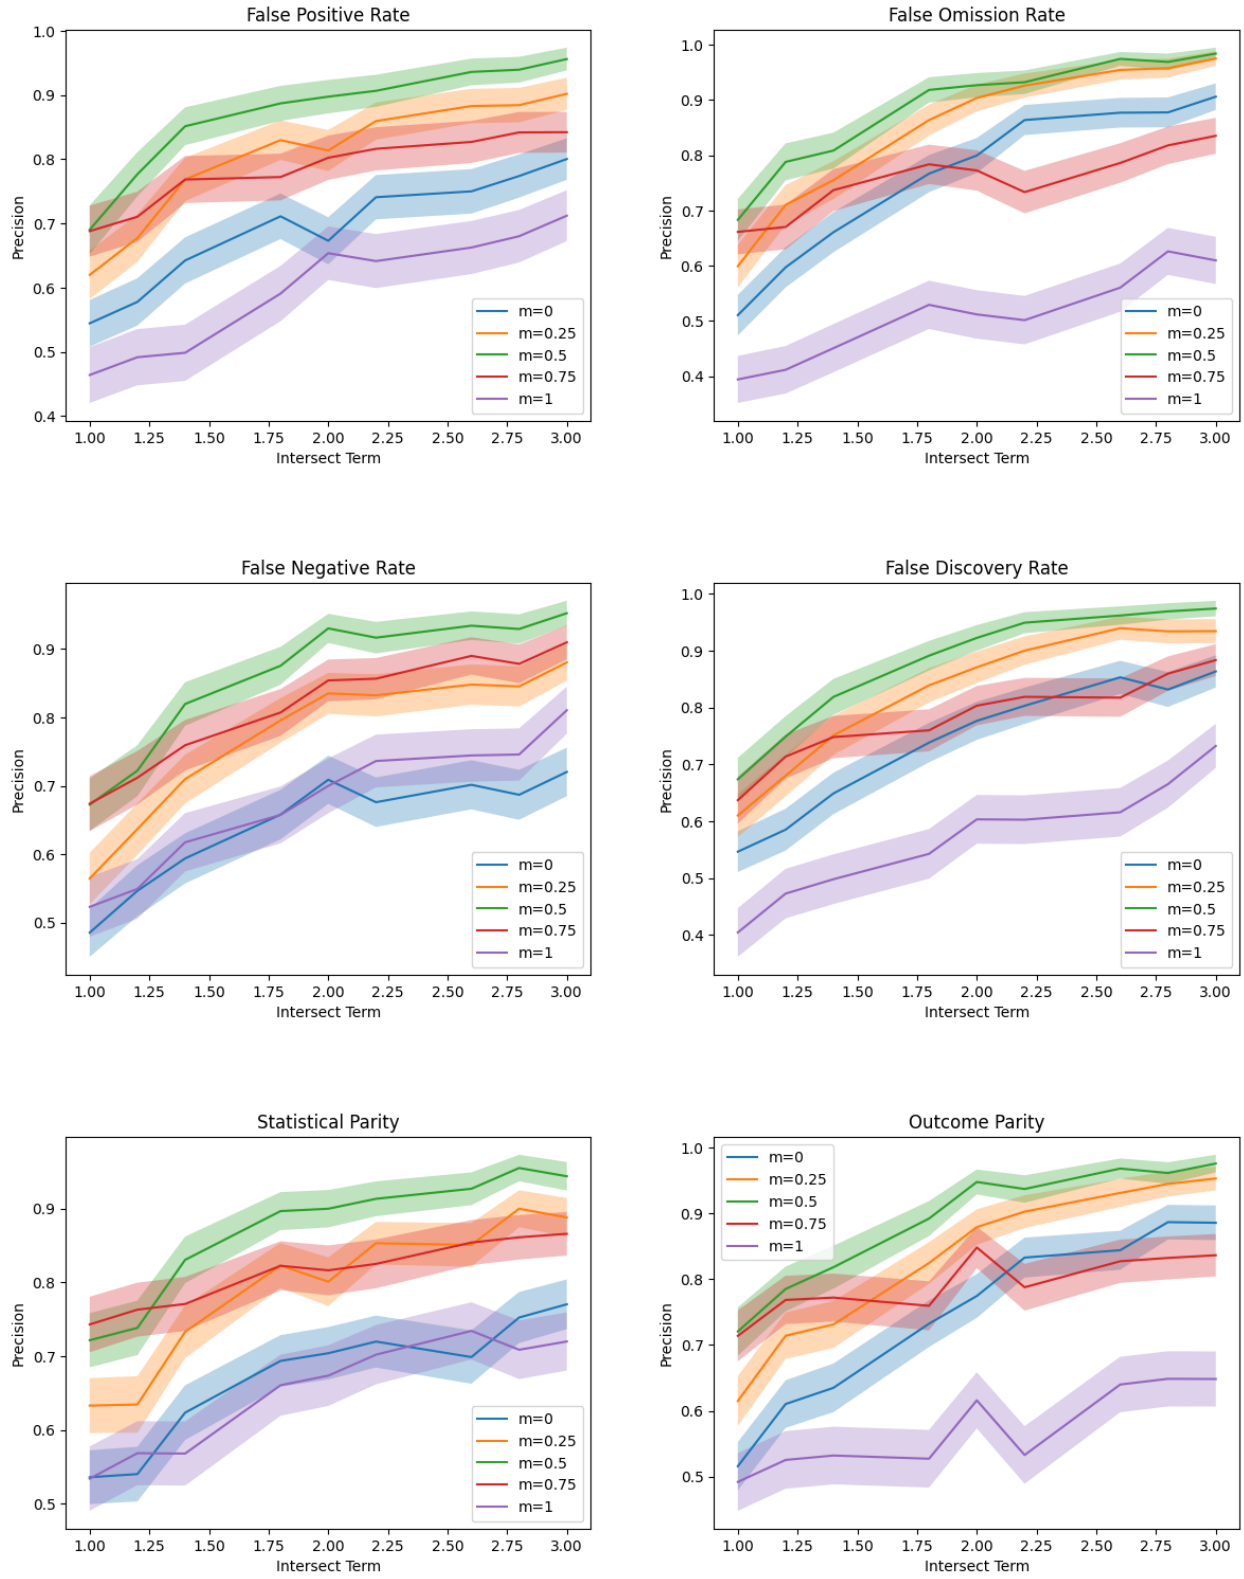 False Positive Rate
1.0
0.9
0.8
0.7
0.6
0.5
0.4
Precision
m=0
m=0.25
m=0.5
m=0.75
m=1
1.00 1.25 1.50 1.75 2.00 2.25 2.50 2.75 3.00
Intersect Term
False Omission Rate
1.0
0.9
0.8
0.7
0.6
0.5
0.4
Precision
m=0
m=0.25
m=0.5
m=0.75
m=1
1.00 1.25 1.50 1.75 2.00 2.25 2.50 2.75 3.00
Intersect Term
False Negative Rate
0.9
0.8
0.7
0.6
0.5
Precision
m=0
m=0.25
m=0.5
m=0.75
m=1
1.00 1.25 1.50 1.75 2.00 2.25 2.50 2.75 3.00
Intersect Term
False Discovery Rate
1.0
0.9
0.8
0.7
0.6
0.5
0.4
Precision
m=0
m=0.25
m=0.5
m=0.75
m=1
1.00 1.25 1.50 1.75 2.00 2.25 2.50 2.75 3.00
Intersect Term
Statistical Parity
0.9
0.8
0.7
0.6
0.5
Precision
m=0
m=0.25
m=0.5
m=0.75
m=1
1.00 1.25 1.50 1.75 2.00 2.25 2.50 2.75 3.00
Intersect Term
Outcome Parity
1.0
0.9
0.8
0.7
0.6
0.5
Precision
m=0
m=0.25
m=0.5
m=0.75
m=1
1.00 1.25 1.50 1.75 2.00 2.25 2.50 2.75 3.00
Intersect Term